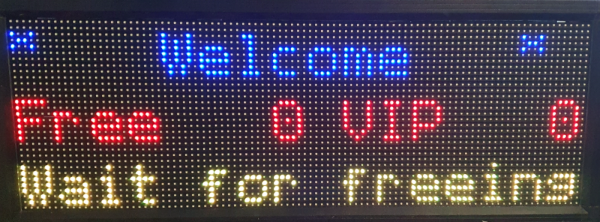 * Welcome *
Free 0 VIP 0
Wait for freeing